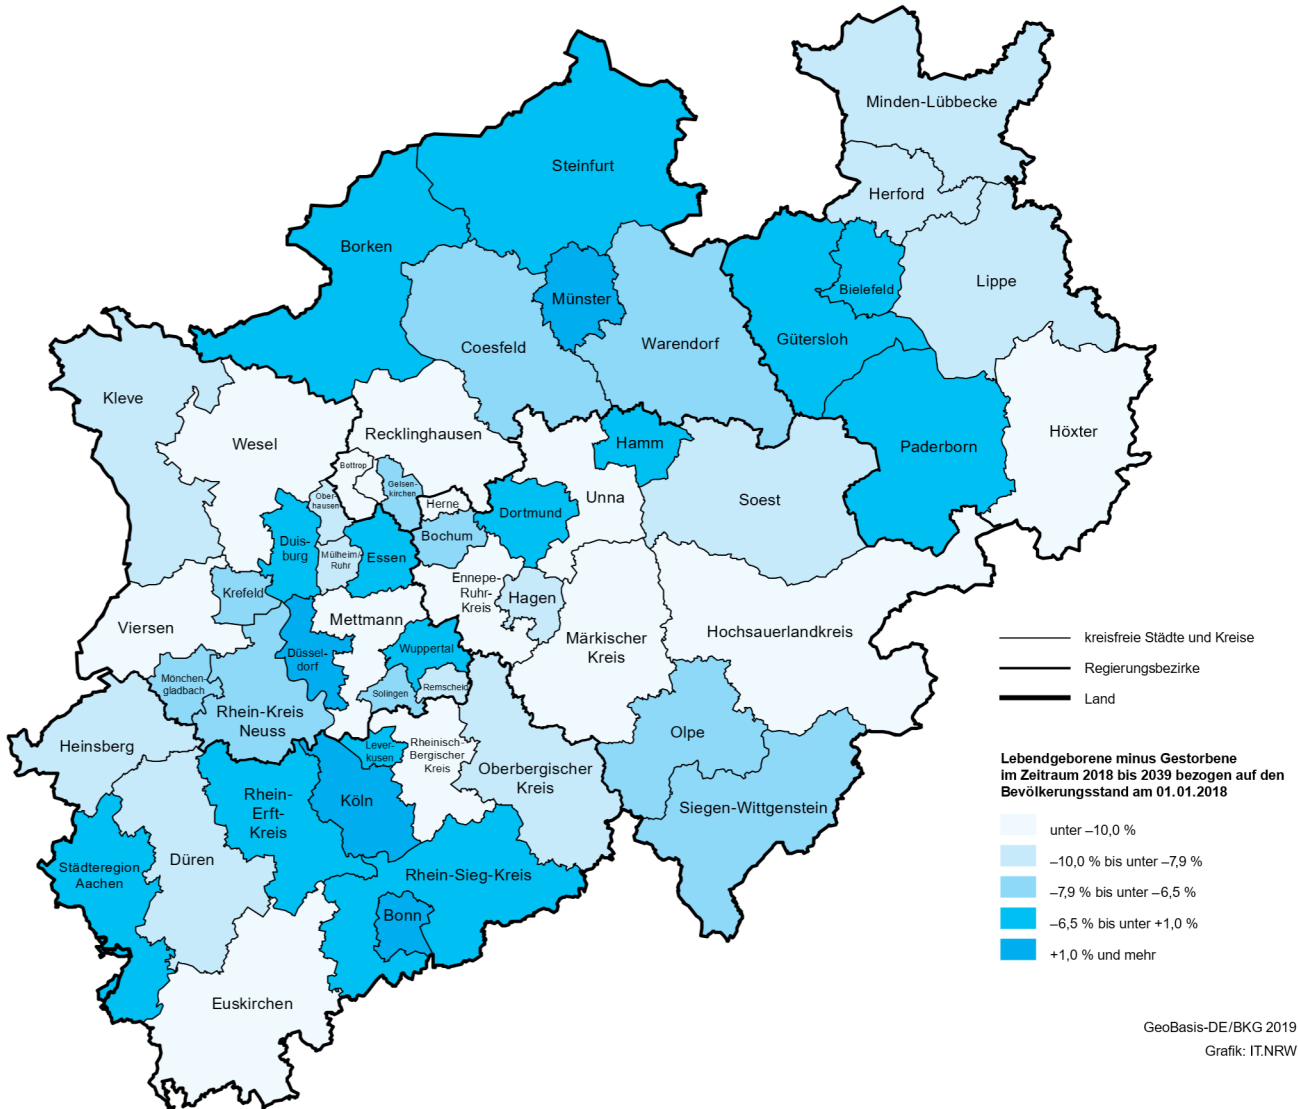 Minden-Lübbecke
Steinfurt
Herford
Borken
Lippe
Bielefeld
Münster
Gütersloh
Warendorf
Coesfeld
Kleve
Höxter
Recklinghausen
Wesel
Hamm
Paderborn
Bottrop
Gelsen-
kirchen
Ober-
hausen
Herne
Unna
Soest
Dortmund
Bochum
Duis-
burg
Mülheim/
Ruhr
Essen
Krefeld
Ennepe-
Ruhr-
Kreis
Hagen
Viersen
Mettmann
Märkischer
Kreis
Hochsauerlandkreis
Düssel-
dorf
Wuppertal
Mönchen-
gladbach
Solingen
Remscheid
Rhein-Kreis
Neuss
Heinsberg
Lever-
kusen
Rheinisch-
Bergischer
Kreis
Olpe
Oberbergischer
Kreis
Rhein-
Erft-
Kreis
Köln
Siegen-Wittgenstein
Düren
Städteregion
Aachen
Rhein-Sieg-Kreis
Bonn
Euskirchen
kreisfreie Städte und Kreise
Regierungsbezirke
Land
Lebendgeborene minus Gestorbene
im Zeitraum 2018 bis 2039 bezogen auf den
Bevölkerungsstand am 01.01.2018
unter –10,0 %
–10,0 % bis unter –7,9 %
–7,9 % bis unter –6,5 %
–6,5 % bis unter +1,0 %
+1,0 % und mehr
GeoBasis-DE/BKG 2019
Grafik: IT.NRW